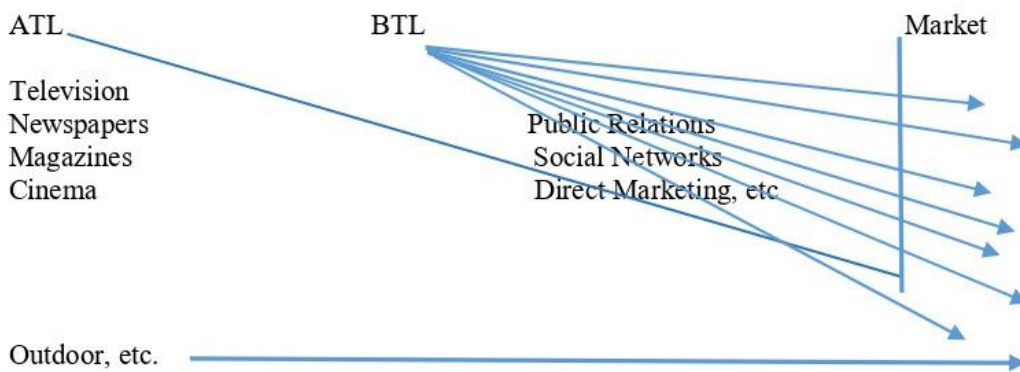 ATL BTL Market
Television
Newspapers Public Relations
Magazines Social Networks
Cinema Direct Marketing, etc
Outdoor, etc.